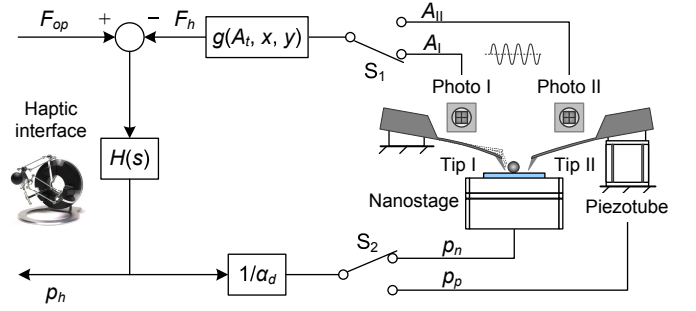 F_op + − F_h g(A_t, x, y) A_II
A_I
S_1
Photo I Photo II
Haptic
interface
H(s)
Tip I Tip II
Nanostage Piezotube
S_2
p_n
1/α_d
p_h p_p